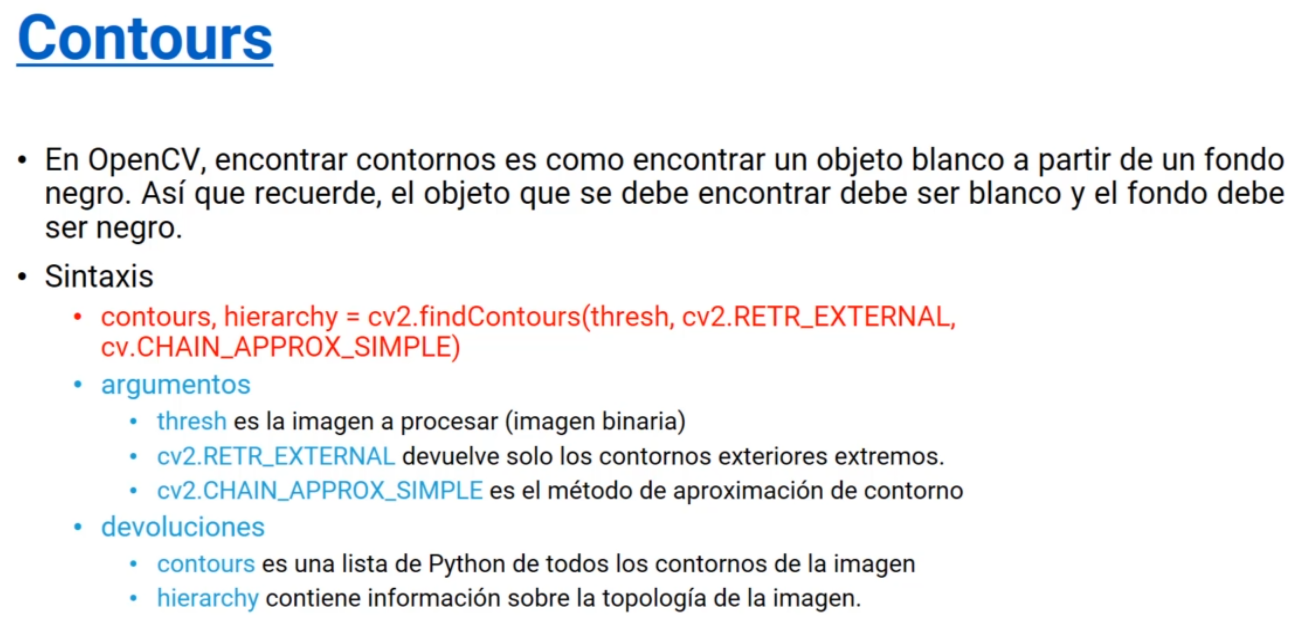 Contours
• En OpenCV, encontrar contornos es como encontrar un objeto blanco a partir de un fondo
negro. Así que recuerde, el objeto que se debe encontrar debe ser blanco y el fondo debe
ser negro.
• Sintaxis
• contours, hierarchy = cv2.findContours(thresh, cv2.RETR_EXTERNAL,
cv.CHAIN_APPROX_SIMPLE)
• argumentos
• thresh es la imagen a procesar (imagen binaria)
• cv2.RETR_EXTERNAL devuelve solo los contornos exteriores extremos.
• cv2.CHAIN_APPROX_SIMPLE es el método de aproximación de contorno
• devoluciones
• contours es una lista de Python de todos los contornos de la imagen
• hierarchy contiene información sobre la topología de la imagen.